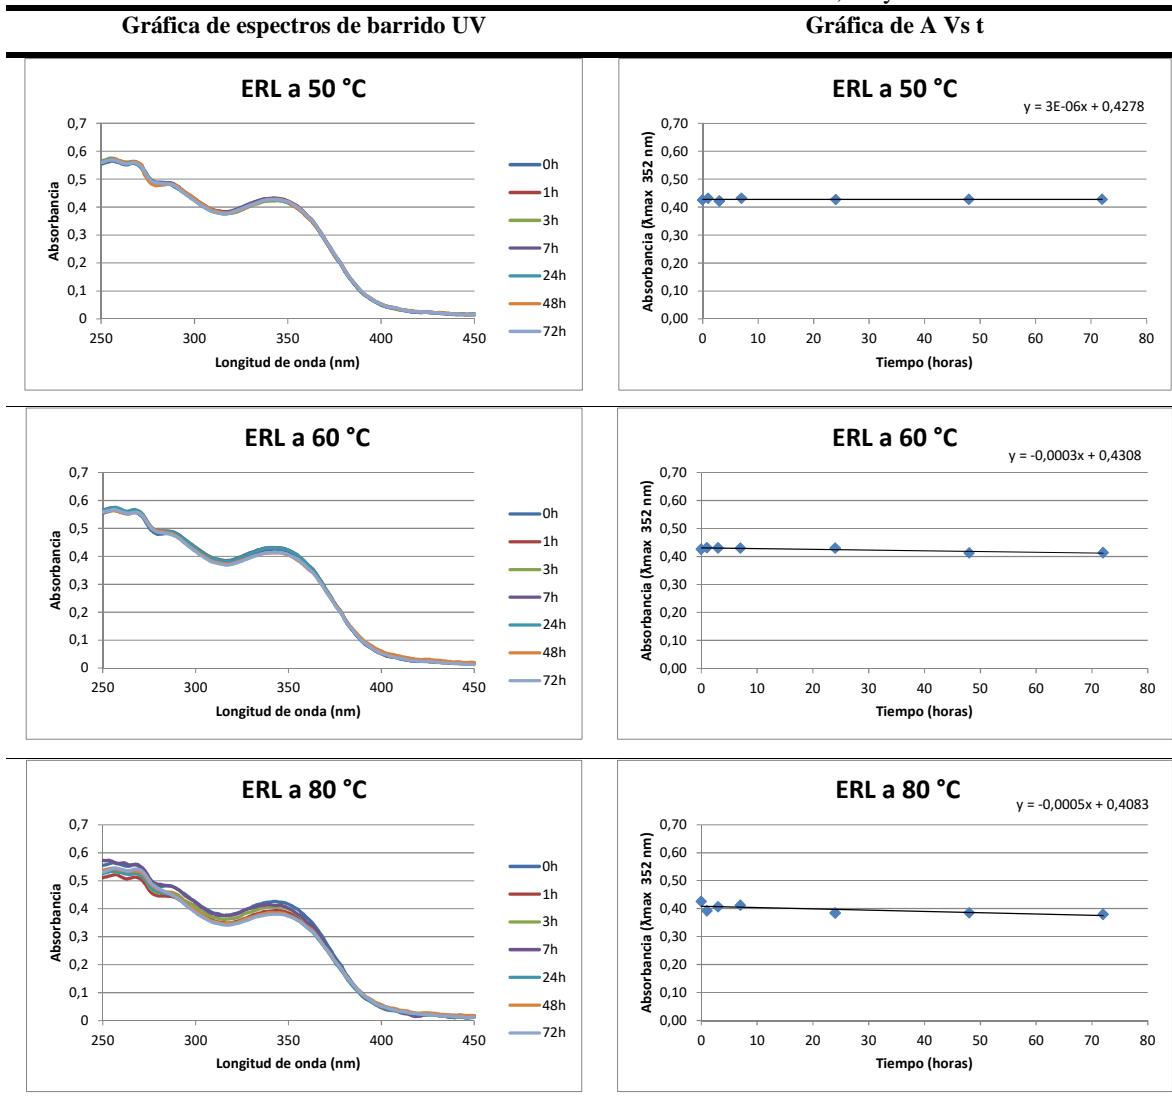 Gráfica de espectros de barrido UV
Gráfica de A Vs t
ERL a 50 °C
0,7
0,6
0,5
0,4
0,3
0,2
0,1
0
250
300
350
400
450
Absorbancia
Longitud de onda (nm)
0h
1h
3h
7h
24h
48h
72h
ERL a 50 °C
y = 3E-06x + 0,4278
0,70
0,60
0,50
0,40
0,30
0,20
0,10
0,00
0
10
20
30
40
50
60
70
80
Absorbancia (λmax 352 nm)
Tiempo (horas)
ERL a 60 °C
0,7
0,6
0,5
0,4
0,3
0,2
0,1
0
250
300
350
400
450
Absorbancia
Longitud de onda (nm)
0h
1h
3h
7h
24h
48h
72h
ERL a 60 °C
y = -0,0003x + 0,4308
0,70
0,60
0,50
0,40
0,30
0,20
0,10
0,00
0
10
20
30
40
50
60
70
80
Absorbancia (λmax 352 nm)
Tiempo (horas)
ERL a 80 °C
0,7
0,6
0,5
0,4
0,3
0,2
0,1
0
250
300
350
400
450
Absorbancia
Longitud de onda (nm)
0h
1h
3h
7h
24h
48h
72h
ERL a 80 °C
y = -0,0005x + 0,4083
0,70
0,60
0,50
0,40
0,30
0,20
0,10
0,00
0
10
20
30
40
50
60
70
80
Absorbancia (λmax 352 nm)
Tiempo (horas)